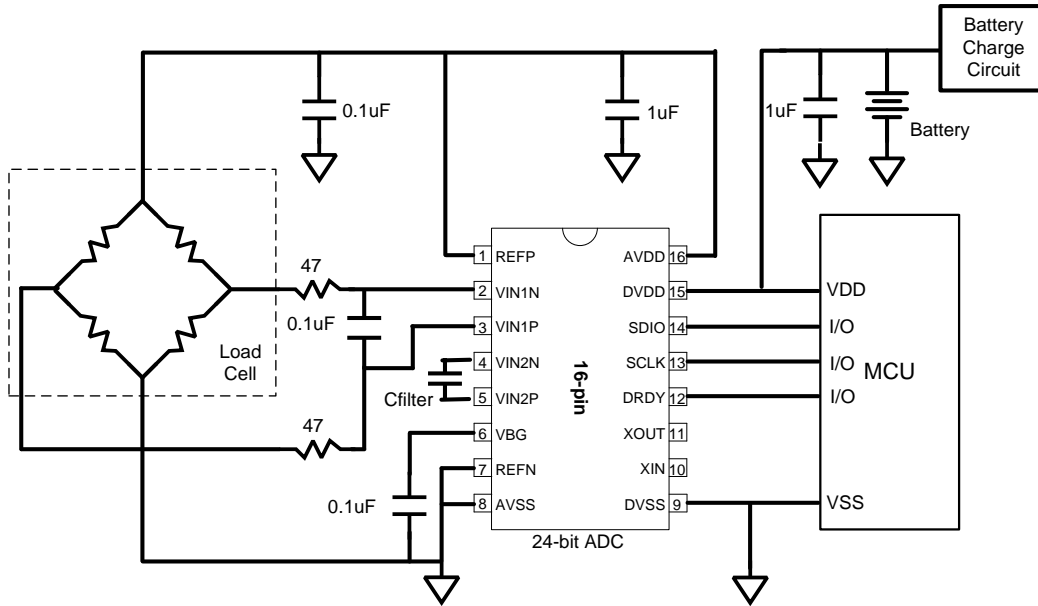 Battery
Charge
Circuit
0.1uF
1uF
1uF
Battery
Load
Cell
47
0.1uF
47
Cfilter
0.1uF
1 REFP
2 VIN1N
3 VIN1P
4 VIN2N
5 VIN2P
6 VBG
7 REFN
8 AVSS
16-pin
AVDD 16
DVDD 15
SDIO 14
SCLK 13
DRDY 12
XOUT 11
XIN 10
DVSS 9
24-bit ADC
VDD
I/O
I/O
I/O
MCU
VSS